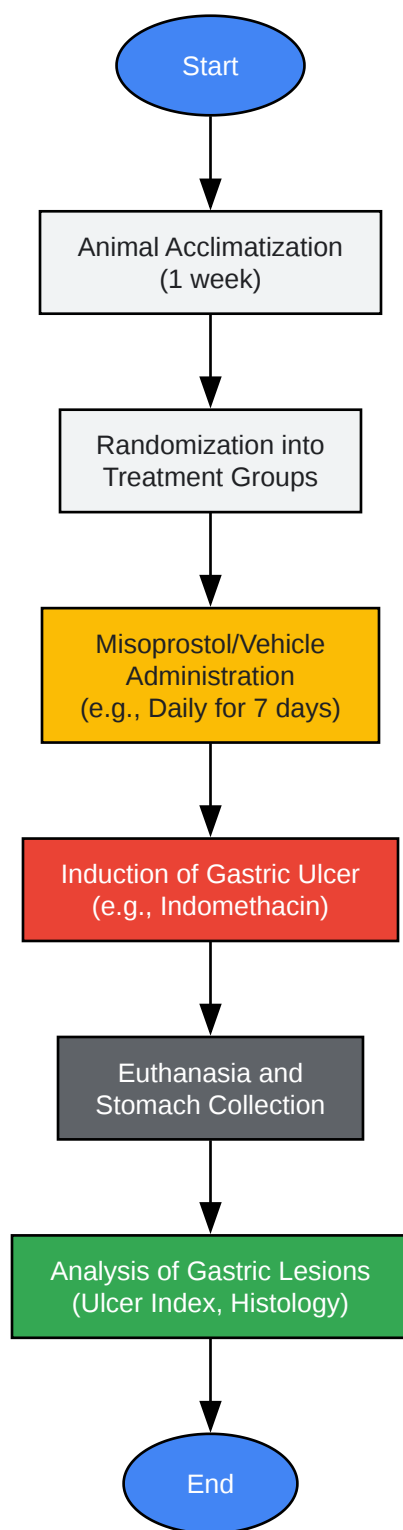 Start
Animal Acclimatization
(1 week)
Randomization into
Treatment Groups
Misoprostol/Vehicle
Administration
(e.g., Daily for 7 days)
Induction of Gastric Ulcer
(e.g., Indomethacin)
Euthanasia and
Stomach Collection
Analysis of Gastric Lesions
(Ulcer Index, Histology)
End